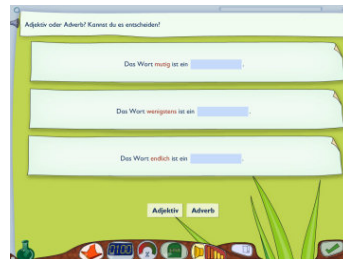 Adjektiv oder Adverb? Kannst du es entscheiden?
Das Wort mutig ist ein .
Das Wort wenigstens ist ein .
Das Wort endlich ist ein .
Adjektiv Adverb
0100